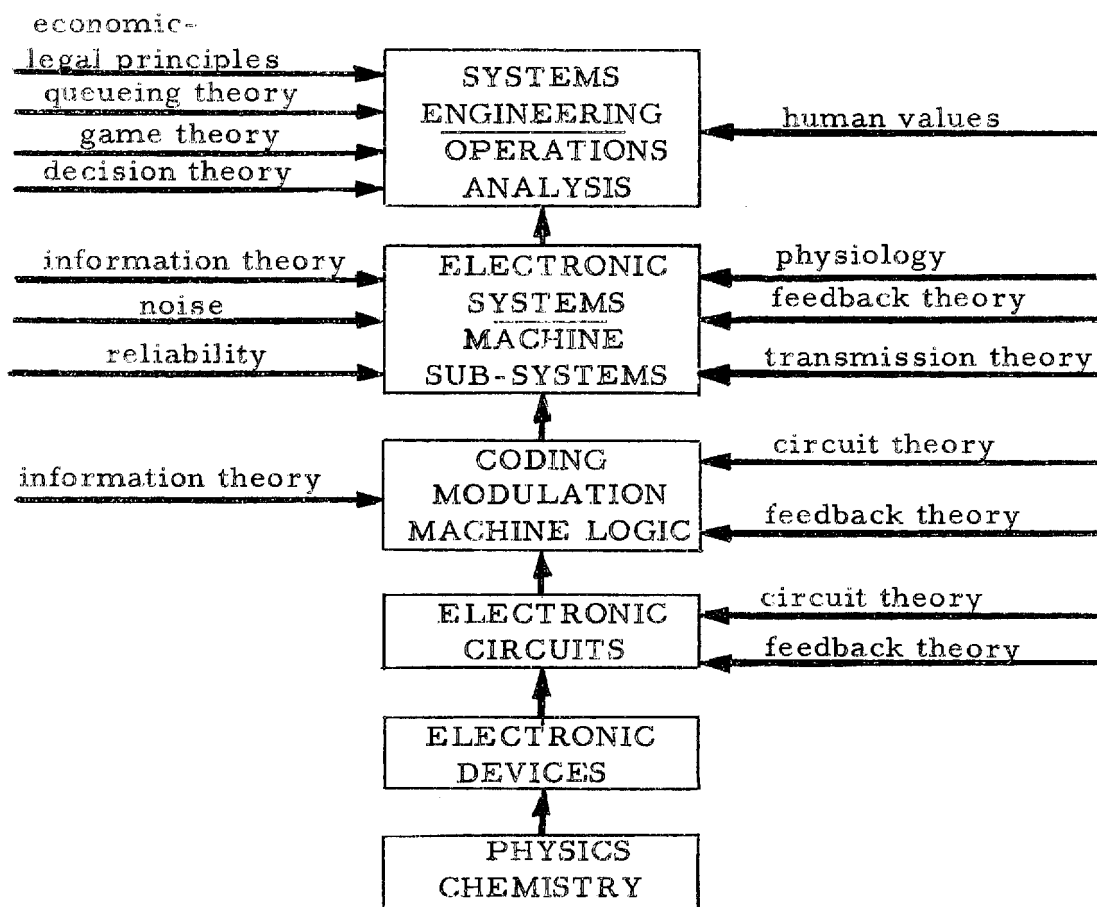 economic-
legal principles
queueing theory
game theory
decision theory
SYSTEMS
ENGINEERING
OPERATIONS
ANALYSIS
human values
information theory
noise
reliability
ELECTRONIC
SYSTEMS
MACHINE
SUB-SYSTEMS
physiology
feedback theory
transmission theory
information theory
CODING
MODULATION
MACHINE LOGIC
circuit theory
feedback theory
ELECTRONIC
CIRCUITS
circuit theory
feedback theory
ELECTRONIC
DEVICES
PHYSICS
CHEMISTRY